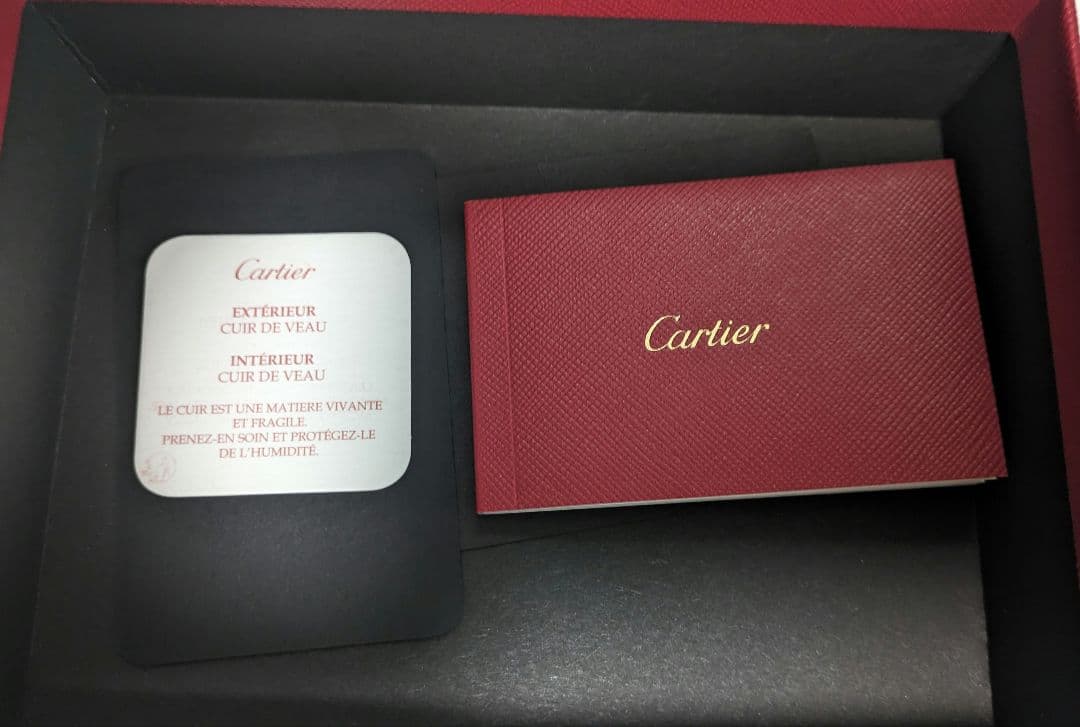 Cartier
EXTÉRIEUR
CUIR DE VEAU
INTÉRIEUR
CUIR DE VEAU
LE CUIR EST UNE MATIERE VIVANTE
ET FRAGILE.
PRENEZ-EN SOIN ET PROTÉGEZ-LE
DE L'HUMIDITÉ.
Cartier